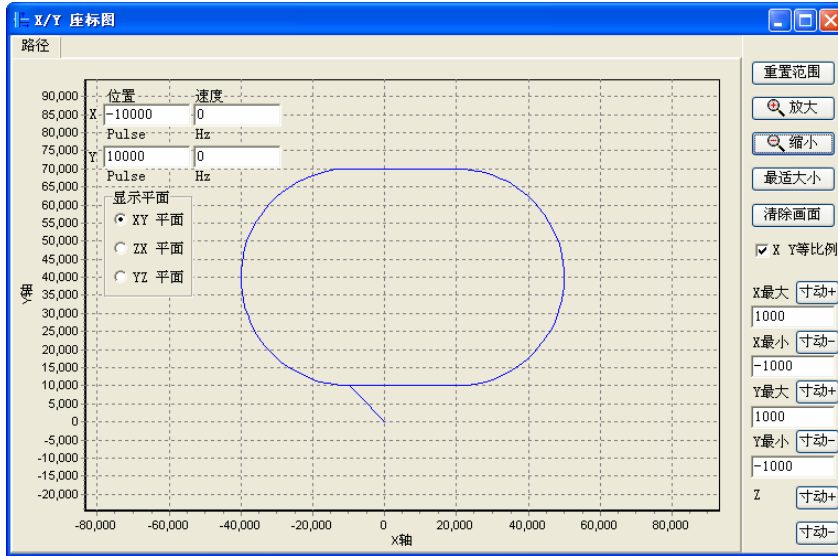 X/Y 座标图
路径
位置 速度
X -10000 0
Pulse Hz
Y 10000 0
Pulse Hz
显示平面
XY 平面
ZX 平面
YZ 平面
90,000
85,000
80,000
75,000
70,000
65,000
60,000
55,000
50,000
45,000
40,000
35,000
30,000
25,000
20,000
15,000
10,000
5,000
0
-5,000
-10,000
-15,000
-20,000
Y轴
-80,000 -60,000 -40,000 -20,000 0 20,000 40,000 60,000 80,000
X轴
重置范围
放大
缩小
最适大小
清除画面
X Y等比例
X最大 寸动+
1000
X最小 寸动-
-1000
Y最大 寸动+
1000
Y最小 寸动-
-1000
Z 寸动+
寸动-